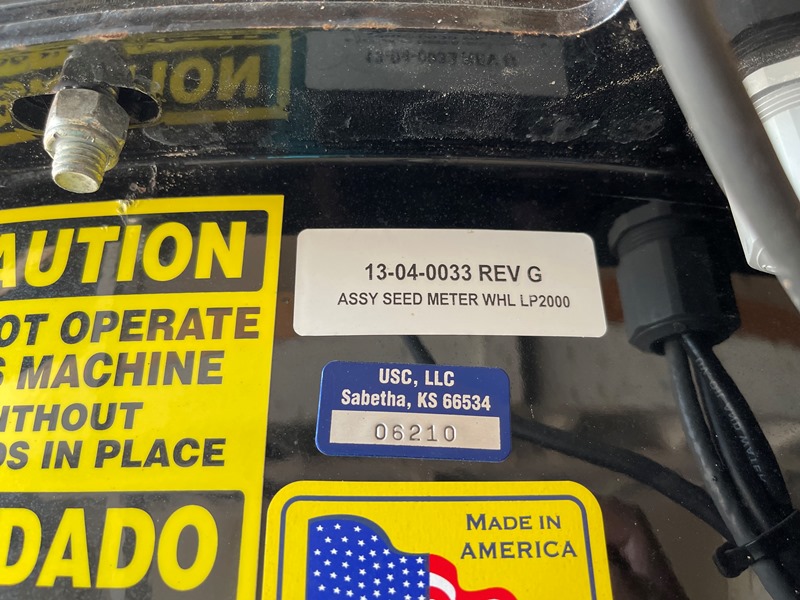 AUTION
OT OPERATE
S MACHINE
ITHOUT
DS IN PLACE
DADO
13-04-0033 REV G
ASSY SEED METER WHL LP2000
USC, LLC
Sabetha, KS 66534
06210
MADE IN
AMERICA